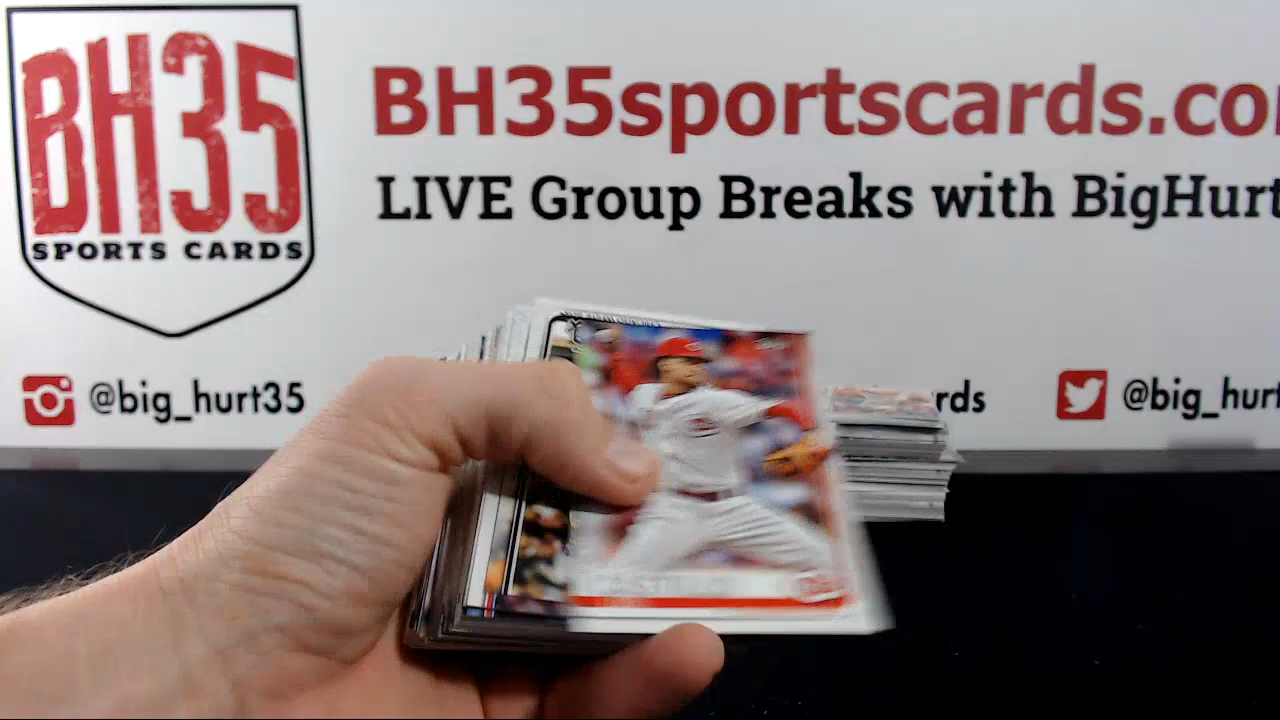 BH35
SPORTS CARDS
BH35sportscards.co
LIVE Group Breaks with BigHurt
@big_hurt35
rds
@big_hurt